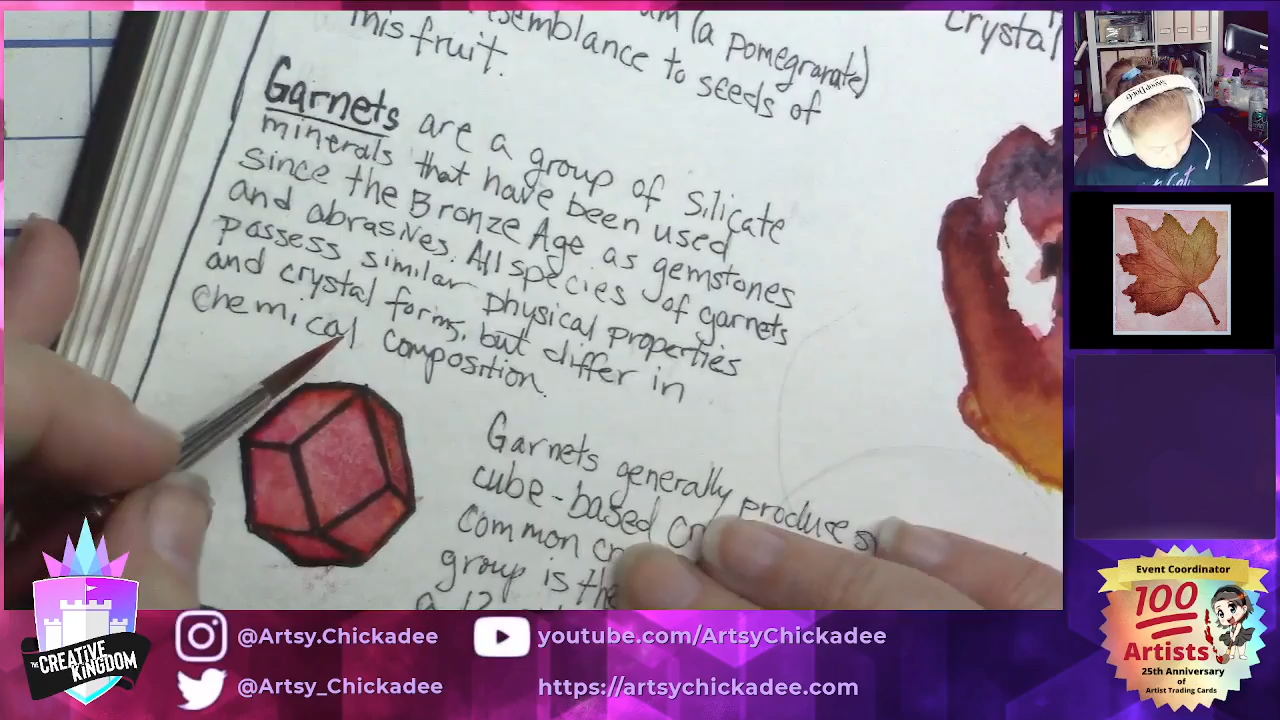 (a pomegranate)
resemblance to seeds of
this fruit.
Crystal
Garnets are a group of silicate
minerals that have been used
since the Bronze Age as gemstones
and abrasives. All species of garnets
possess similar physical properties
and crystal forms, but differ in
chemical composition.
Garnets generally produce
cube-based
common
group is the
a 12
THE CREATIVE KINGDOM
@Artsy.Chickadee
youtube.com/ArtsyChickadee
@Artsy_Chickadee
https://artsychickadee.com
Event Coordinator
100
Artists
25th Anniversary
of
Artist Trading Cards